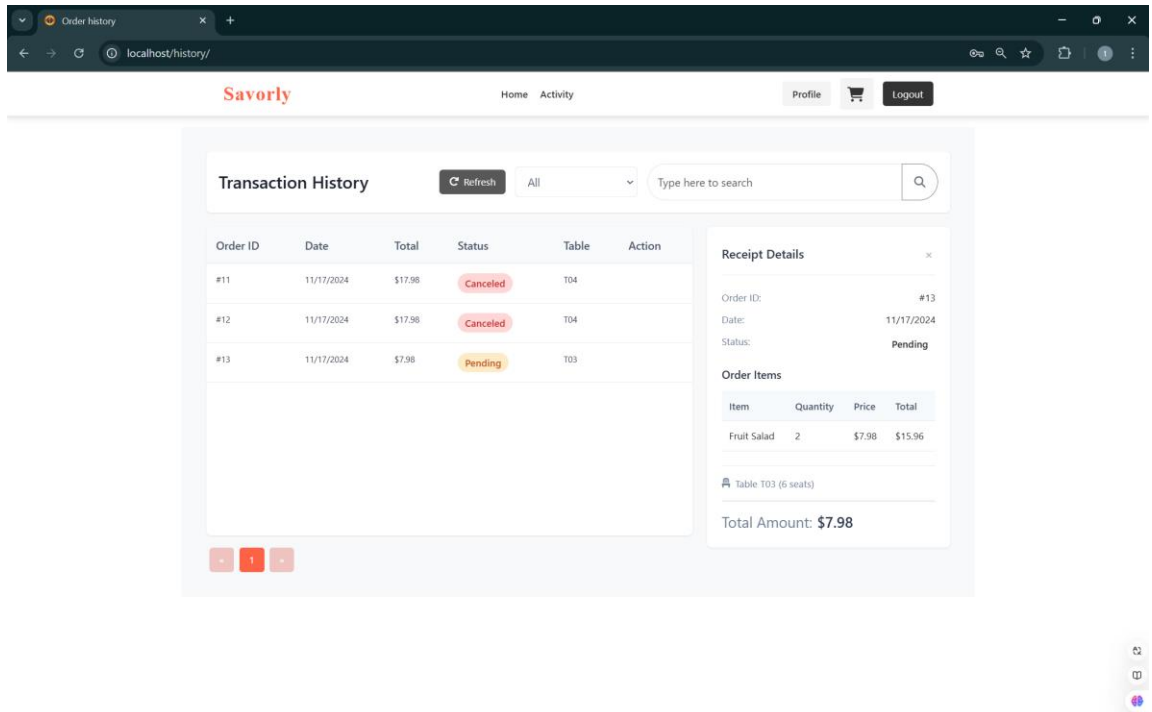 Order history
localhost/history/
1
Savorly
Home Activity
Profile
Logout
Transaction History
Refresh
All
Type here to search
Order ID Date Total Status Table Action
#11 11/17/2024 $17.98 Canceled T04
#12 11/17/2024 $17.98 Canceled T04
#13 11/17/2024 $7.98 Pending T03
« 1 »
Receipt Details ×
Order ID: #13
Date: 11/17/2024
Status: Pending
Order Items
Item Quantity Price Total
Fruit Salad 2 $7.98 $15.96
Table T03 (6 seats)
Total Amount: $7.98